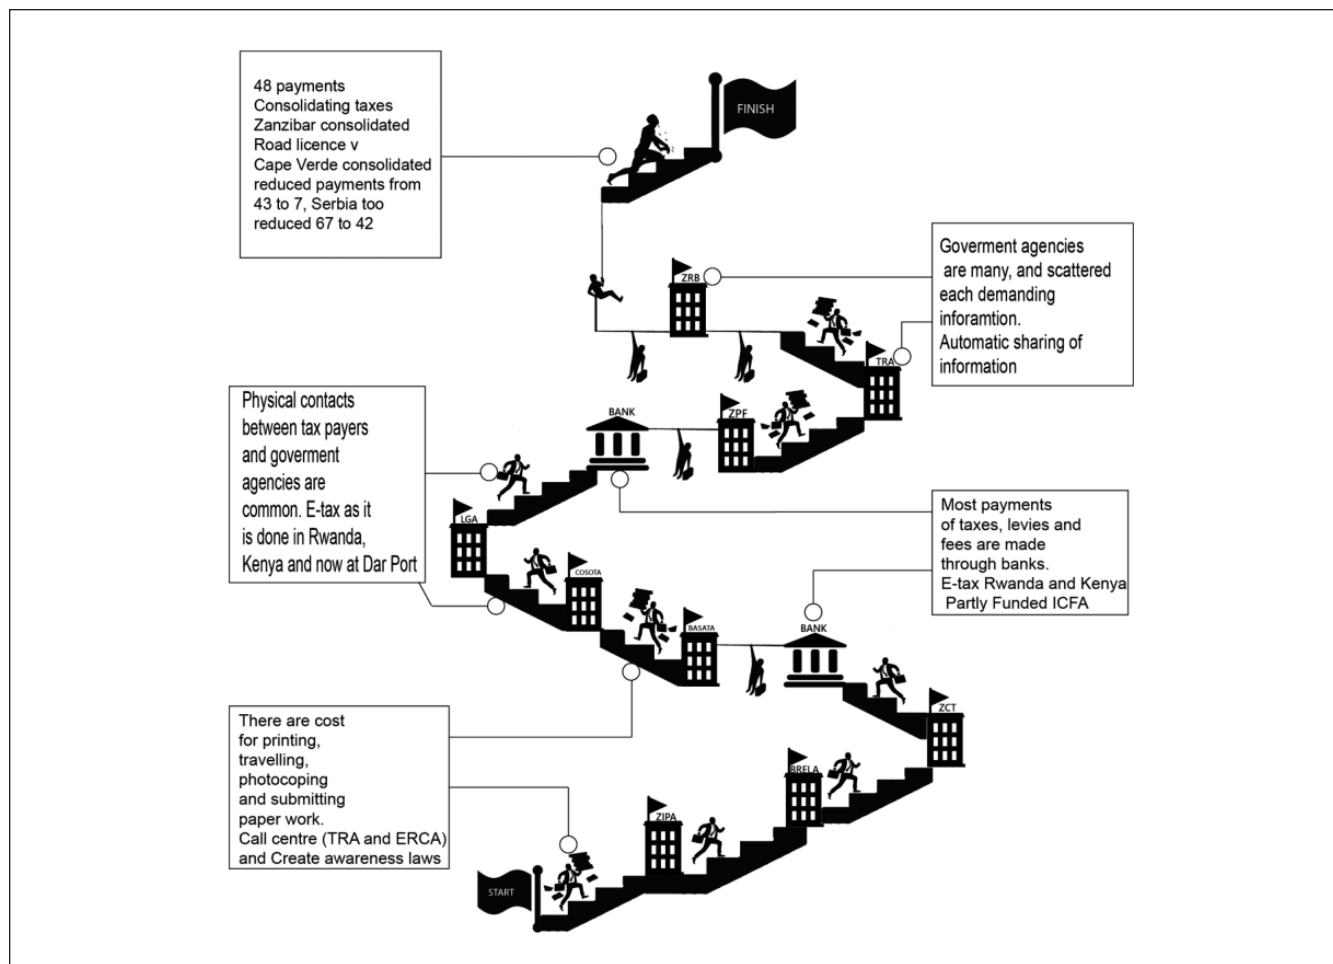 48 payments
Consolidating taxes
Zanzibar consolidated
Road licence v
Cape Verde consolidated
reduced payments from
43 to 7, Serbia too
reduced 67 to 42
FINISH
ZRB
Goverment agencies
are many, and scattered
each demanding
inforamtion.
Automatic sharing of
information
TRA
Physical contacts
between tax payers
and goverment
agencies are
common. E-tax as it
is done in Rwanda,
Kenya and now at Dar Port
BANK
ZPF
LGA
Most payments
of taxes, levies and
fees are made
through banks.
E-tax Rwanda and Kenya
Partly Funded ICFA
COSOTA
BASATA
BANK
ZCT
There are cost
for printing,
travelling,
photocoping
and submitting
paper work.
Call centre (TRA and ERCA)
and Create awareness laws
BRELA
ZIPA
START